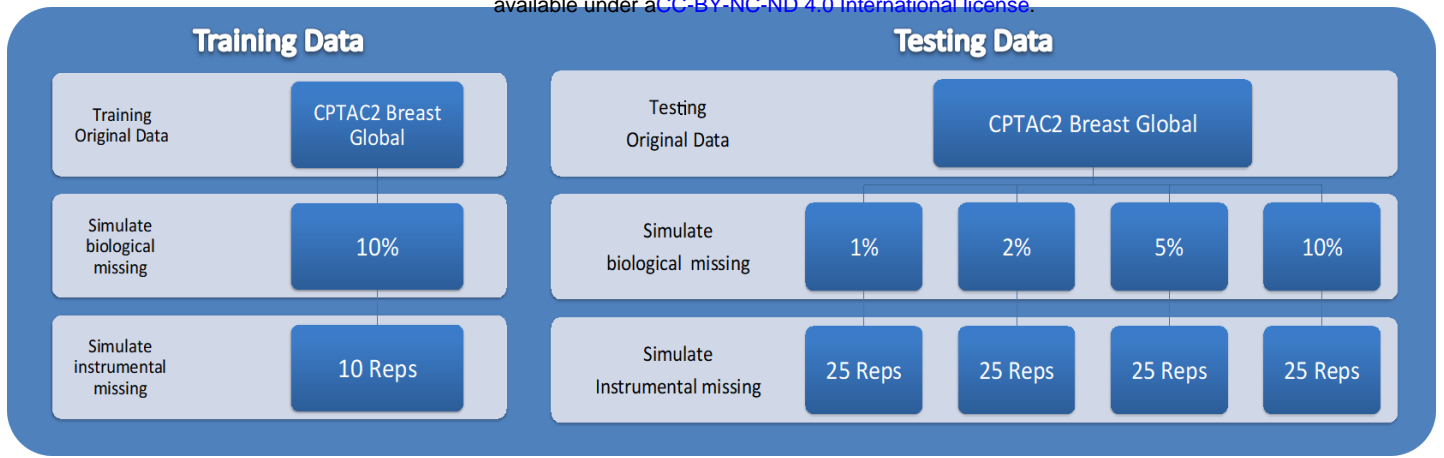 available under aCC-BY-NC-ND 4.0 International license.
Training Data
Training
Original Data
CPTAC2 Breast
Global
Simulate
biological
missing
10%
Simulate
instrumental
missing
10 Reps
Testing Data
Testing
Original Data
CPTAC2 Breast Global
Simulate
biological missing
1%
2%
5%
10%
Simulate
Instrumental missing
25 Reps
25 Reps
25 Reps
25 Reps